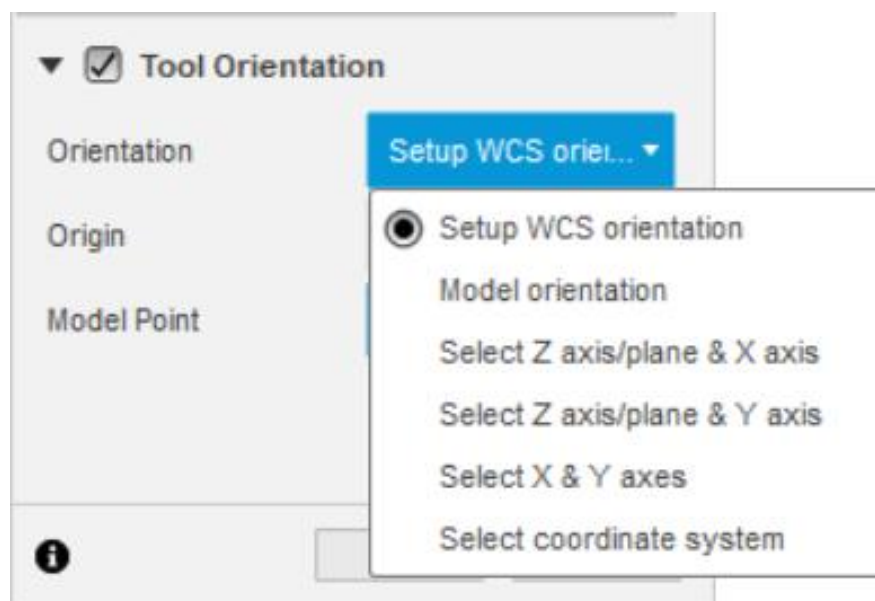 Tool Orientation
Orientation
Setup WCS orier...
Origin
Setup WCS orientation
Model orientation
Model Point
Select Z axis/plane & X axis
Select Z axis/plane & Y axis
Select X & Y axes
Select coordinate system